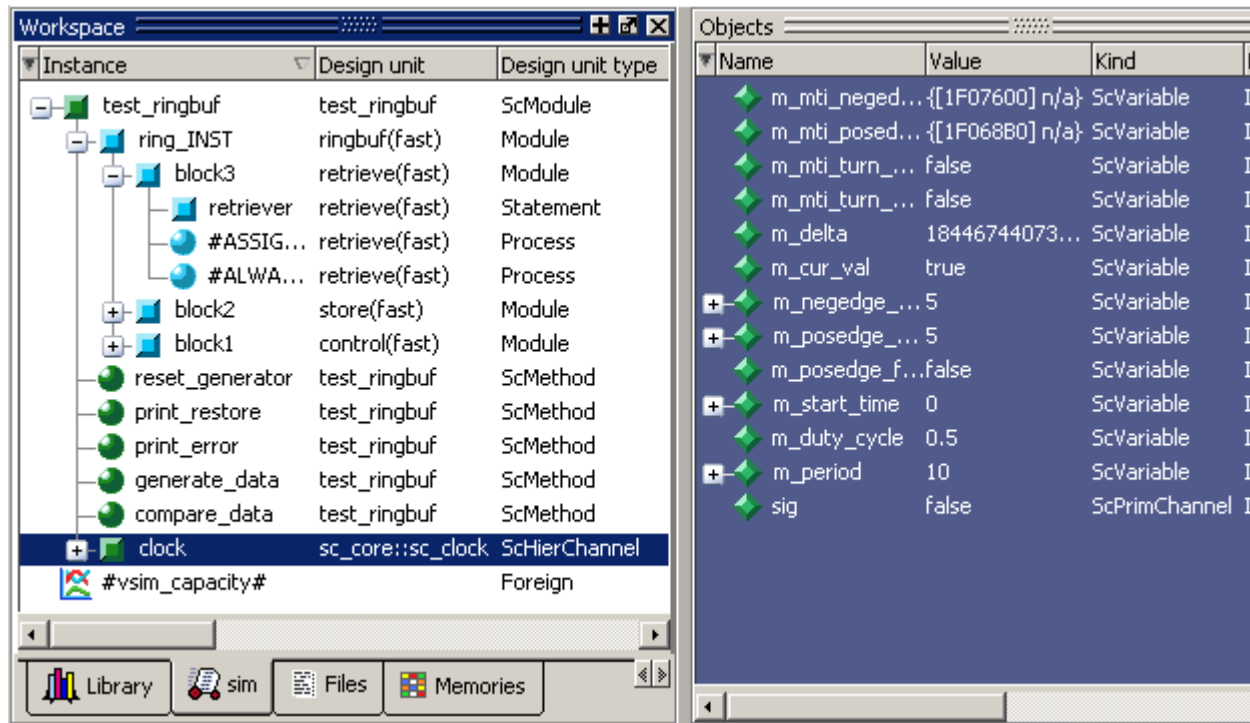 Workspace
Instance Design unit Design unit type
test_ringbuf test_ringbuf ScModule
ring_INST ringbuf(fast) Module
block3 retrieve(fast) Module
retriever retrieve(fast) Statement
#ASSIG... retrieve(fast) Process
#ALWA... retrieve(fast) Process
block2 store(fast) Module
block1 control(fast) Module
reset_generator test_ringbuf ScMethod
print_restore test_ringbuf ScMethod
print_error test_ringbuf ScMethod
generate_data test_ringbuf ScMethod
compare_data test_ringbuf ScMethod
clock sc_core::sc_clock ScHierChannel
#vsim_capacity# Foreign
Library sim Files Memories
Objects
Name Value Kind
m_mti_neged... {[1F07600] n/a} ScVariable
m_mti_posed... {[1F068B0] n/a} ScVariable
m_mti_turn_... false ScVariable
m_mti_turn_... false ScVariable
m_delta 18446744073... ScVariable
m_cur_val true ScVariable
m_negedge_... 5 ScVariable
m_posedge_... 5 ScVariable
m_posedge_f... false ScVariable
m_start_time 0 ScVariable
m_duty_cycle 0.5 ScVariable
m_period 10 ScVariable
sig false ScPrimChannel